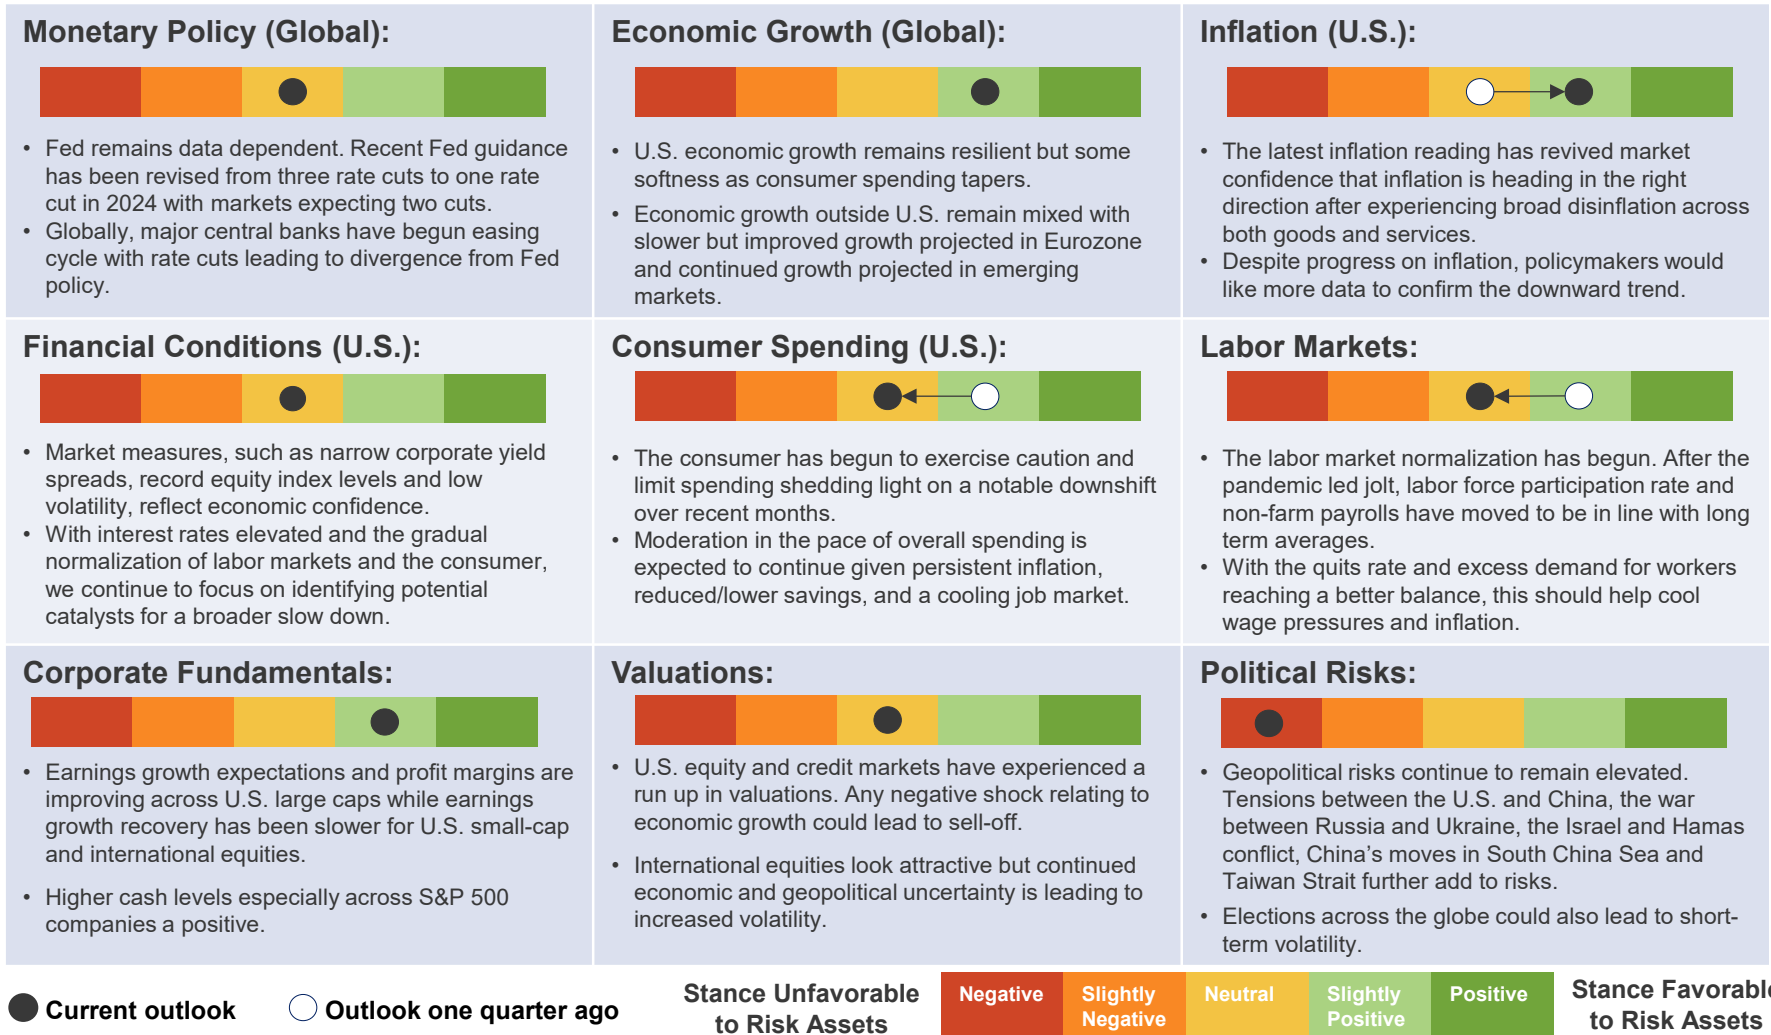 Monetary Policy (Global):
• Fed remains data dependent. Recent Fed guidance
has been revised from three rate cuts to one rate
cut in 2024 with markets expecting two cuts.
• Globally, major central banks have begun easing
cycle with rate cuts leading to divergence from Fed
policy.
Economic Growth (Global):
• U.S. economic growth remains resilient but some
softness as consumer spending tapers.
• Economic growth outside U.S. remain mixed with
slower but improved growth projected in Eurozone
and continued growth projected in emerging
markets.
Inflation (U.S.):
• The latest inflation reading has revived market
confidence that inflation is heading in the right
direction after experiencing broad disinflation across
both goods and services.
• Despite progress on inflation, policymakers would
like more data to confirm the downward trend.
Financial Conditions (U.S.):
• Market measures, such as narrow corporate yield
spreads, record equity index levels and low
volatility, reflect economic confidence.
• With interest rates elevated and the gradual
normalization of labor markets and the consumer,
we continue to focus on identifying potential
catalysts for a broader slow down.
Consumer Spending (U.S.):
• The consumer has begun to exercise caution and
limit spending shedding light on a notable downshift
over recent months.
• Moderation in the pace of overall spending is
expected to continue given persistent inflation,
reduced/lower savings, and a cooling job market.
Labor Markets:
• The labor market normalization has begun. After the
pandemic led jolt, labor force participation rate and
non-farm payrolls have moved to be in line with long
term averages.
• With the quits rate and excess demand for workers
reaching a better balance, this should help cool
wage pressures and inflation.
Corporate Fundamentals:
• Earnings growth expectations and profit margins are
improving across U.S. large caps while earnings
growth recovery has been slower for U.S. small-cap
and international equities.
• Higher cash levels especially across S&P 500
companies a positive.
Valuations:
• U.S. equity and credit markets have experienced a
run up in valuations. Any negative shock relating to
economic growth could lead to sell-off.
• International equities look attractive but continued
economic and geopolitical uncertainty is leading to
increased volatility.
Political Risks:
• Geopolitical risks continue to remain elevated.
Tensions between the U.S. and China, the war
between Russia and Ukraine, the Israel and Hamas
conflict, China’s moves in South China Sea and
Taiwan Strait further add to risks.
• Elections across the globe could also lead to short-
term volatility.
Current outlook
Outlook one quarter ago
Stance Unfavorable
to Risk Assets
Negative
Slightly
Negative
Neutral
Slightly
Positive
Positive
Stance Favorable
to Risk Assets